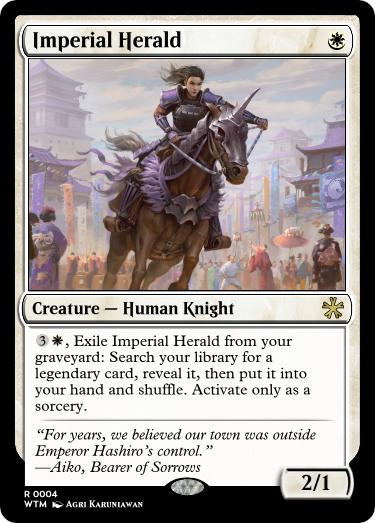 Imperial Herald
Creature — Human Knight
3, Exile Imperial Herald from your
graveyard: Search your library for a
legendary card, reveal it, then put it into
your hand and shuffle. Activate only as a
sorcery.
“For years, we believed our town was outside
Emperor Hashiro’s control.”
—Aiko, Bearer of Sorrows
2/1
R 0004
WTM Agri Karuniawan